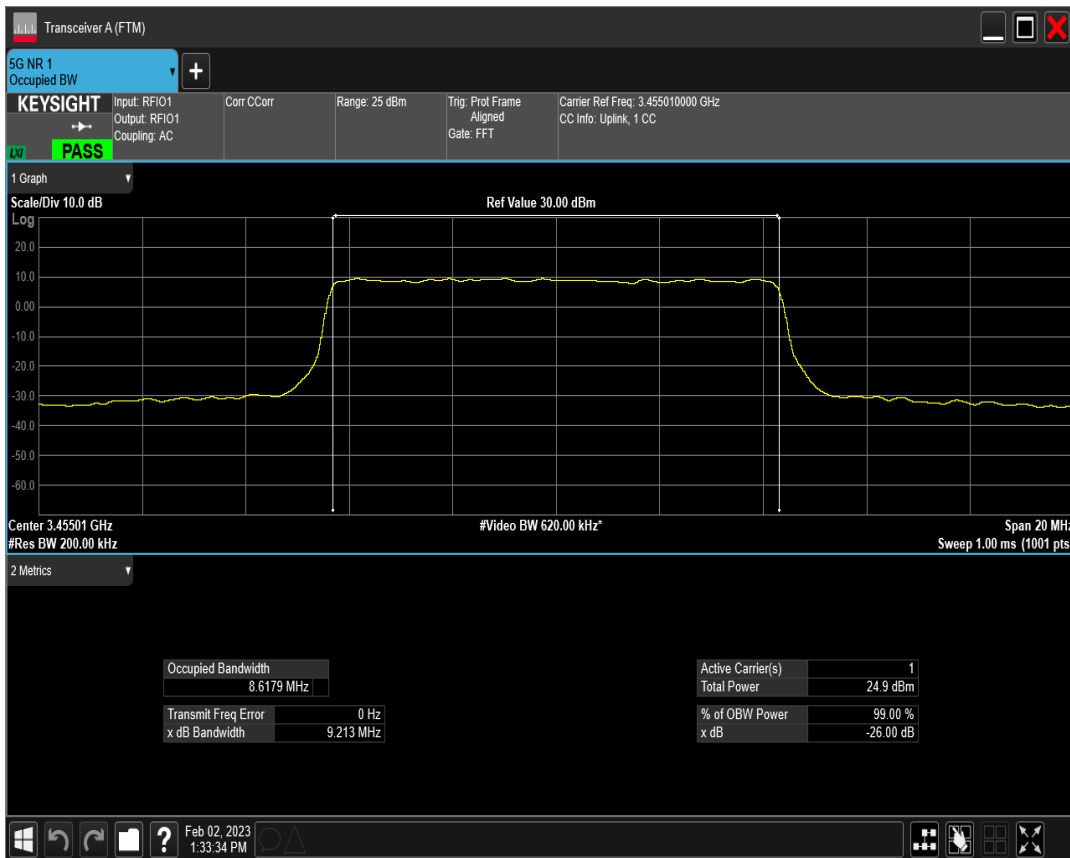 Transceiver A (FTM)
5G NR 1
Occupied BW
+
KEYSIGHT
LXI
PASS
Input: RFIO1
Output: RFIO1
Coupling: AC
Corr CCorr
Range: 25 dBm
Trig: Prot Frame
Aligned
Gate: FFT
Carrier Ref Freq: 3.455010000 GHz
CC Info: Uplink, 1 CC
1 Graph
Scale/Div 10.0 dB
Ref Value 30.00 dBm
Log
20.0
10.0
0.00
-10.0
-20.0
-30.0
-40.0
-50.0
-60.0
Center 3.45501 GHz
#Video BW 620.00 kHz*
Span 20 MHz
#Res BW 200.00 kHz
Sweep 1.00 ms (1001 pts
2 Metrics
Occupied Bandwidth
8.6179 MHz
Transmit Freq Error 0 Hz
x dB Bandwidth 9.213 MHz
Active Carrier(s) 1
Total Power 24.9 dBm
% of OBW Power 99.00 %
x dB -26.00 dB
?
Feb 02, 2023
1:33:34 PM